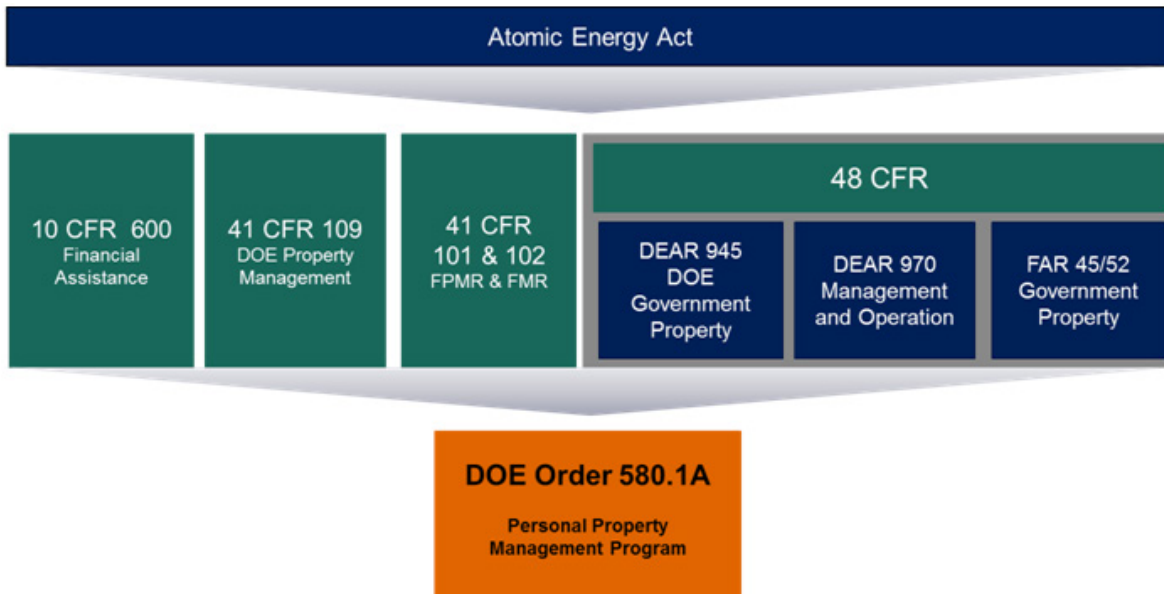 Atomic Energy Act
10 CFR 600
Financial
Assistance
41 CFR 109
DOE Property
Management
41 CFR
101 & 102
FPMR & FMR
48 CFR
DEAR 945
DOE
Government
Property
DEAR 970
Management
and Operation
FAR 45/52
Government
Property
DOE Order 580.1A
Personal Property
Management Program